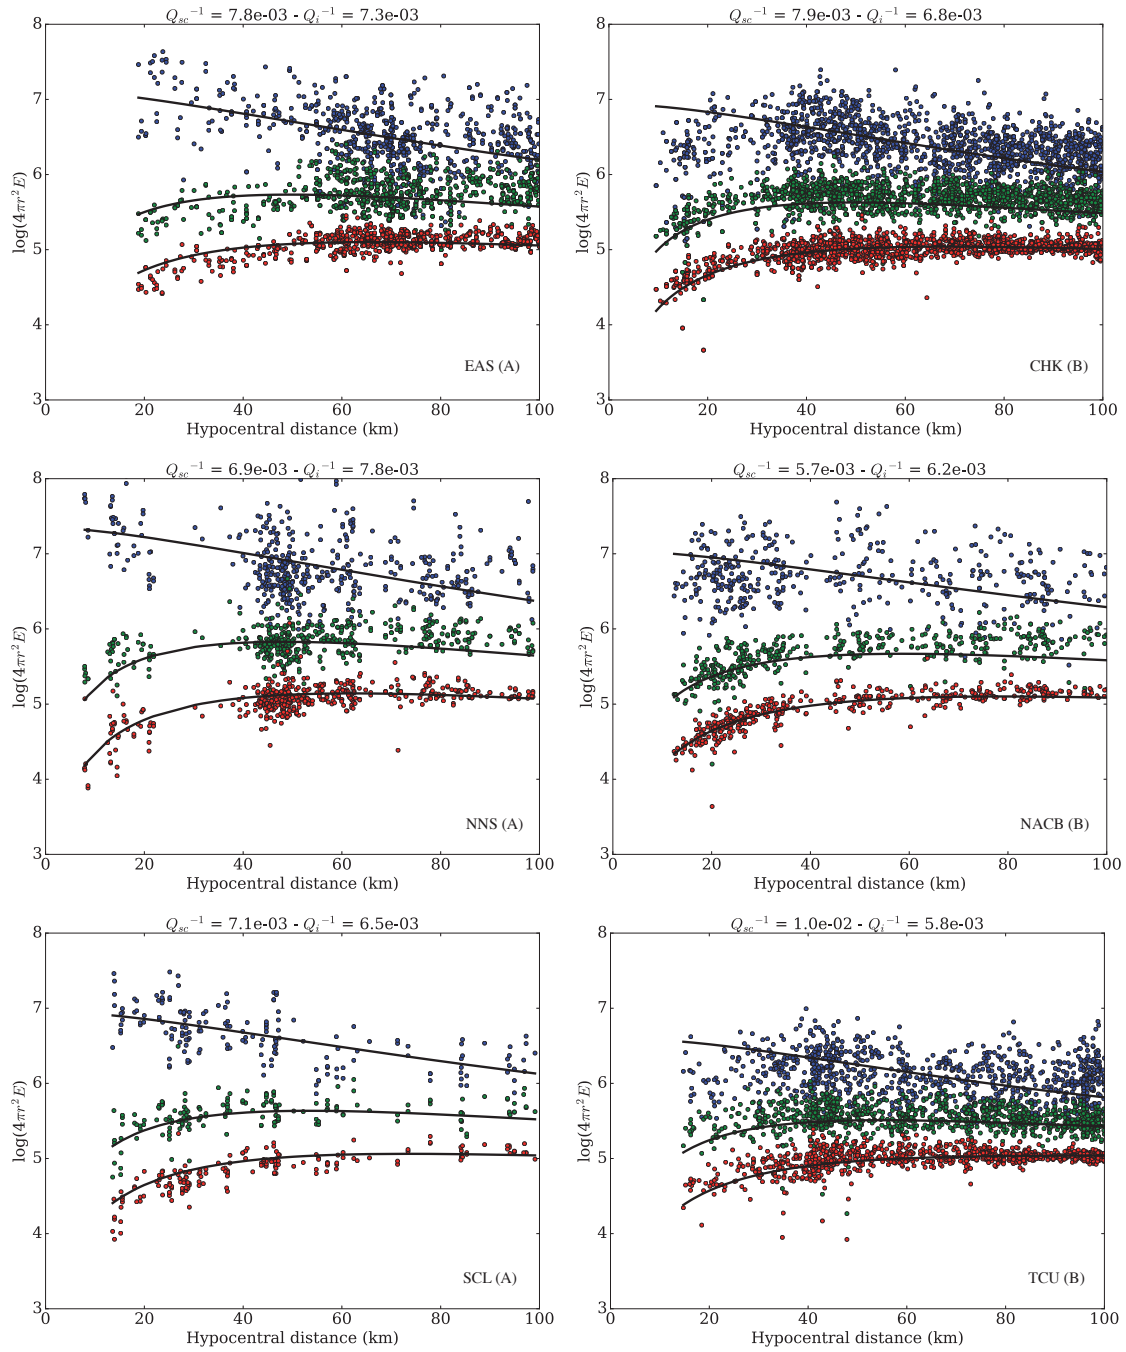 Q_sc^−1 = 7.8e-03 - Q_i^−1 = 7.3e-03
8
7
6
5
4
3
log(4πr²E)
0 20 40 60 80 100
Hypocentral distance (km)
EAS (A)
Q_sc^−1 = 7.9e-03 - Q_i^−1 = 6.8e-03
8
7
6
5
4
3
log(4πr²E)
0 20 40 60 80 100
Hypocentral distance (km)
CHK (B)
Q_sc^−1 = 6.9e-03 - Q_i^−1 = 7.8e-03
8
7
6
5
4
3
log(4πr²E)
0 20 40 60 80 100
Hypocentral distance (km)
NNS (A)
Q_sc^−1 = 5.7e-03 - Q_i^−1 = 6.2e-03
8
7
6
5
4
3
log(4πr²E)
0 20 40 60 80 100
Hypocentral distance (km)
NACB (B)
Q_sc^−1 = 7.1e-03 - Q_i^−1 = 6.5e-03
8
7
6
5
4
3
log(4πr²E)
0 20 40 60 80 100
Hypocentral distance (km)
SCL (A)
Q_sc^−1 = 1.0e-02 - Q_i^−1 = 5.8e-03
8
7
6
5
4
3
log(4πr²E)
0 20 40 60 80 100
Hypocentral distance (km)
TCU (B)